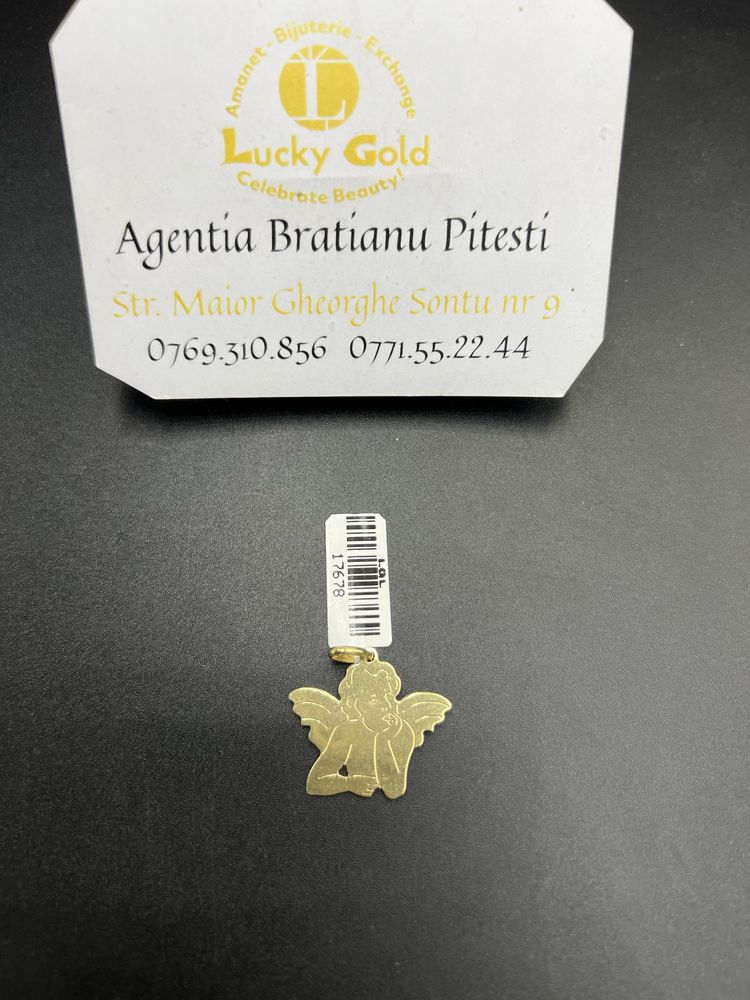 Amanet - Bijuterie - Exchange
L
Lucky Gold
Celebrate Beauty!
Agentia Bratianu Pitesti
Str. Maior Gheorghe Sontu nr 9
0769.310.856 0771.55.22.44
LGL
17678